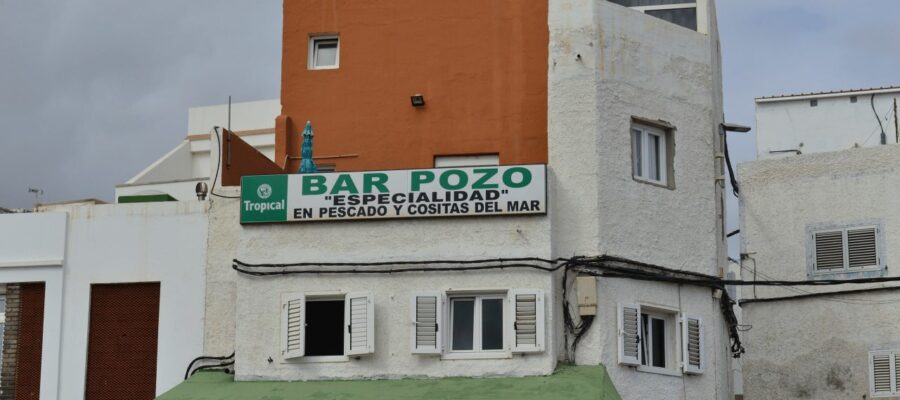 Tropical
BAR POZO
"ESPECIALIDAD"
EN PESCADO Y COSITAS DEL MAR